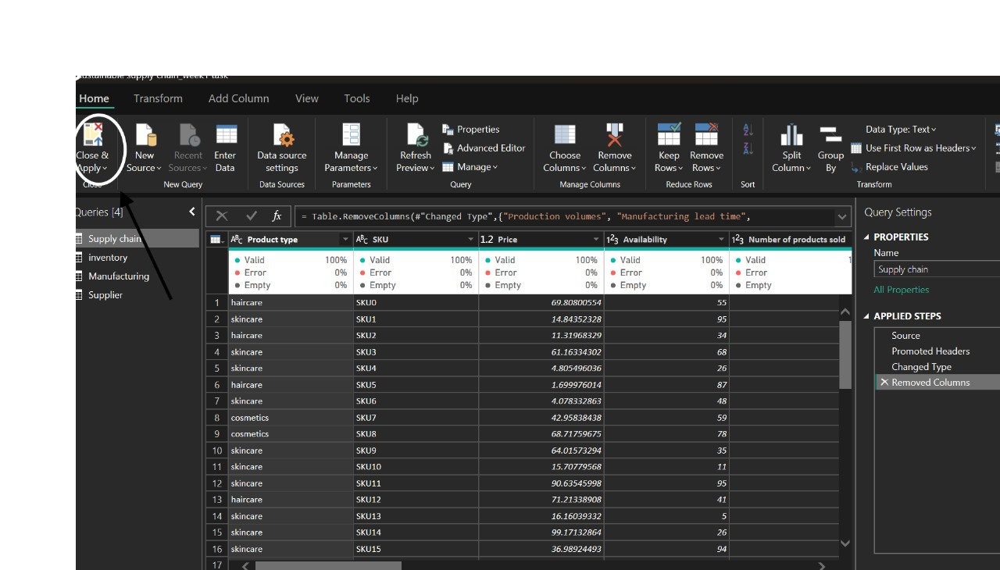 sustainable supply chain_week1 task
Home Transform Add Column View Tools Help
Close & Apply
New Source
Recent Sources
Enter Data
Data source settings
Manage Parameters
Refresh Preview
Properties
Advanced Editor
Manage
Choose Columns
Remove Columns
Keep Rows
Remove Rows
Split Column
Group By
Data Type: Text
Use First Row as Headers
Replace Values
Close
New Query
Data Sources
Parameters
Query
Manage Columns
Reduce Rows
Sort
Transform
Queries [4]
Supply chain
inventory
Manufacturing
Supplier
fx = Table.RemoveColumns(#"Changed Type",{"Production volumes", "Manufacturing lead time",
ABC Product type ABC SKU 1.2 Price 123 Availability 123 Number of products sold
Valid 100% Valid 100% Valid 100% Valid 100% Valid 1
Error 0% Error 0% Error 0% Error 0% Error
Empty 0% Empty 0% Empty 0% Empty 0% Empty
1 haircare SKU0 69.80800554 55
2 skincare SKU1 14.84352328 95
3 haircare SKU2 11.31968329 34
4 skincare SKU3 61.16334302 68
5 skincare SKU4 4.805496036 26
6 haircare SKU5 1.699976014 87
7 skincare SKU6 4.078332863 48
8 cosmetics SKU7 42.95838438 59
9 cosmetics SKU8 68.71759675 78
10 skincare SKU9 64.01573294 35
11 skincare SKU10 15.70779568 11
12 skincare SKU11 90.63545998 95
13 haircare SKU12 71.21338908 41
14 skincare SKU13 16.16039332 5
15 skincare SKU14 99.17132864 26
16 skincare SKU15 36.98924493 94
17
Query Settings
PROPERTIES
Name
Supply chain
All Properties
APPLIED STEPS
Source
Promoted Headers
Changed Type
Removed Columns